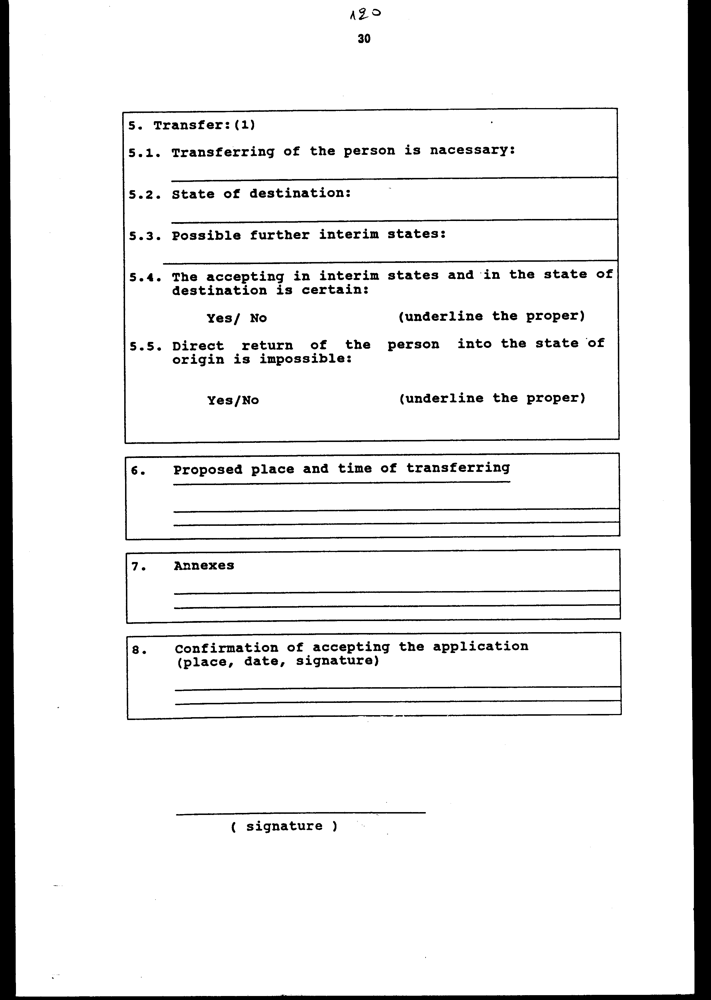 120
30
5. Transfer:(1)
5.1. Transferring of the person is nacessary:
5.2. State of destination:
5.3. Possible further interim states:
5.4. The accepting in interim states and in the state of
destination is certain:
Yes/ No (underline the proper)
5.5. Direct return of the person into the state of
origin is impossible:
Yes/No (underline the proper)
6. Proposed place and time of transferring
7. Annexes
8. Confirmation of accepting the application
(place, date, signature)
( signature )